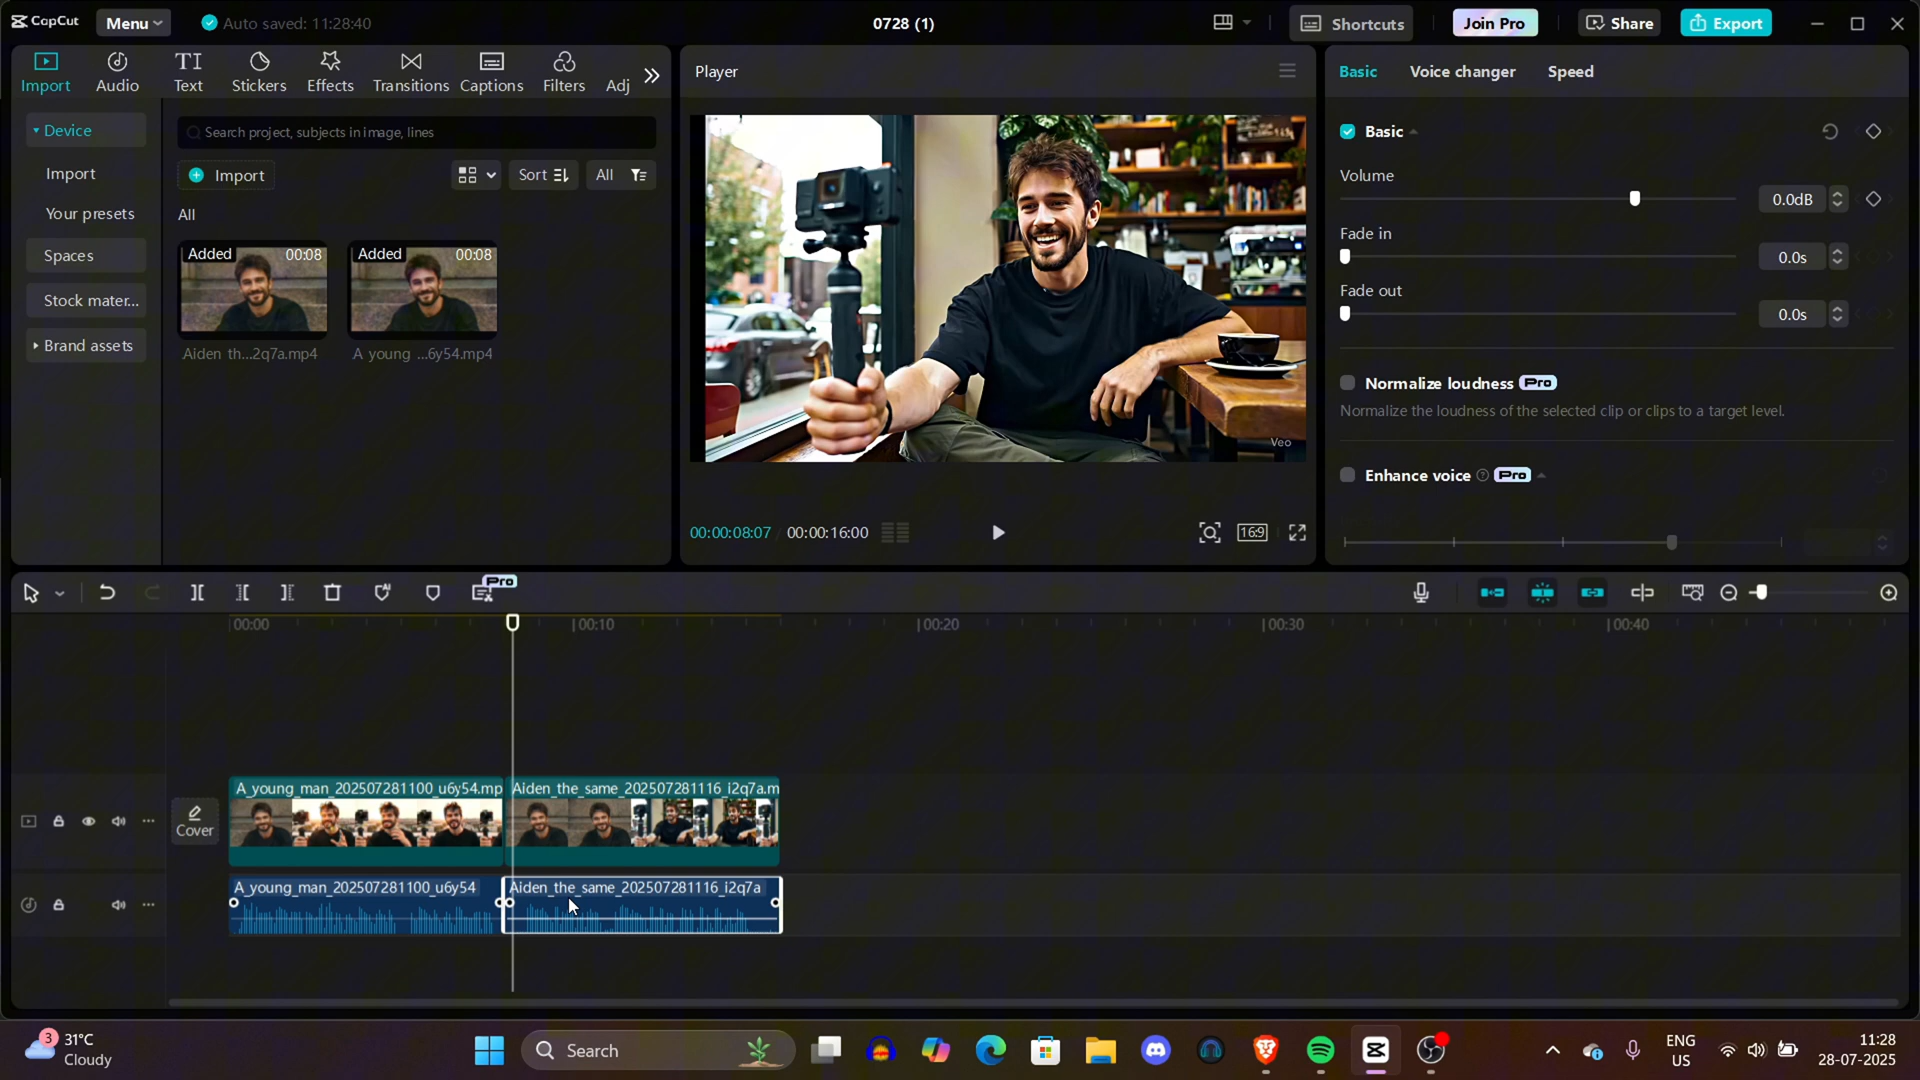 CapCut
Menu
Auto saved: 11:28:40
0728 (1)
Shortcuts
Join Pro
Share
Export
Import
Audio
TI
Text
Stickers
Effects
Transitions
Captions
Filters
Adj
Player
Basic
Voice changer
Speed
Device
Import
Your presets
Spaces
Stock mater...
Brand assets
Search project, subjects in image, lines
Import
Sort
All
All
Added 00:08
Added 00:08
Aiden th...2q7a.mp4
A young ...6y54.mp4
Veo
00:00:08:07 / 00:00:16:00
16:9
Basic
Volume
0.0dB
Fade in
0.0s
Fade out
0.0s
Normalize loudness Pro
Normalize the loudness of the selected clip or clips to a target level.
Enhance voice Pro
Pro
00:00
00:10
00:20
00:30
00:40
Cover
A_young_man_202507281100_u6y54.mp
Aiden_the_same_202507281116_i2q7a.m
A_young_man_202507281100_u6y54
Aiden_the_same_202507281116_i2q7a
3
31°C
Cloudy
Search
ENG
US
11:28
28-07-2025